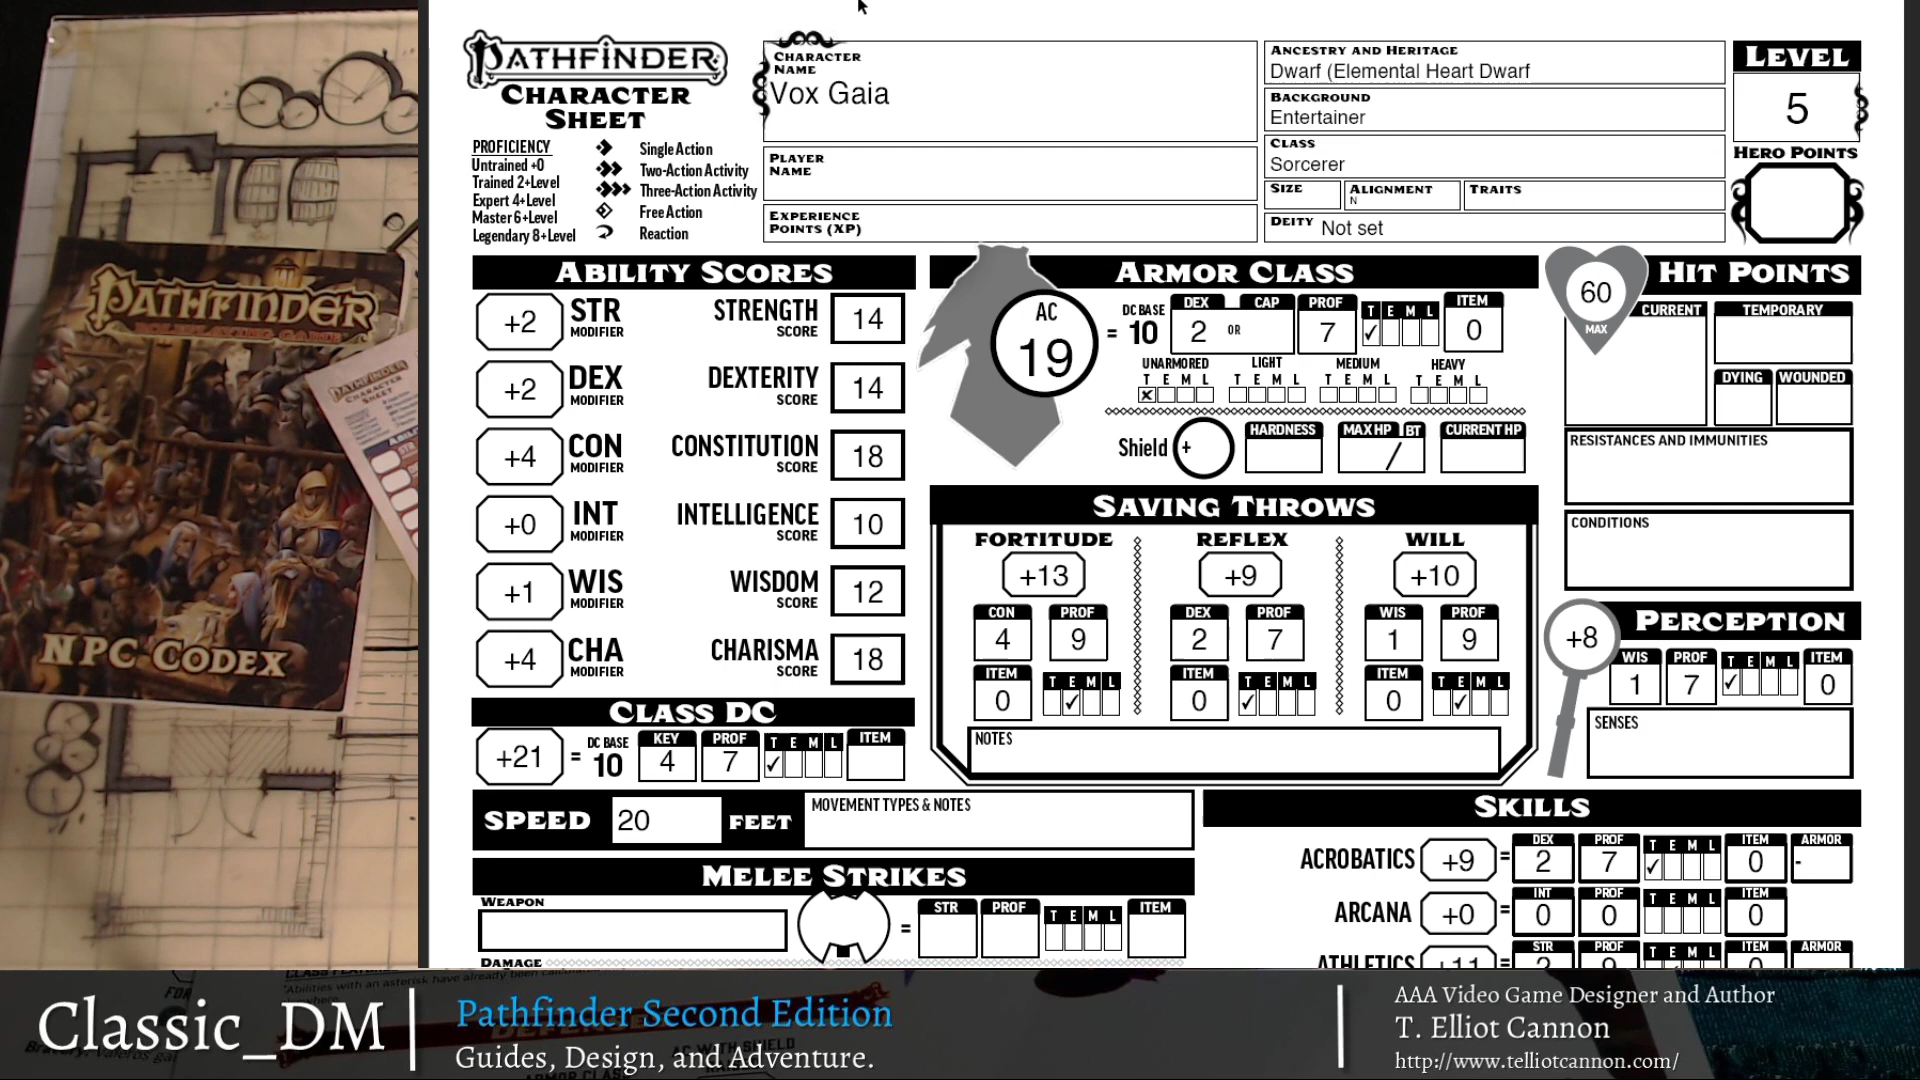 PATHFINDER
ROLEPLAYING GAME
NPC CODEX
PATHFINDER
CHARACTER
SHEET
PATHFINDER
CHARACTER
SHEET
PROFICIENCY
Untrained +0
Trained 2+Level
Expert 4+Level
Master 6+Level
Legendary 8+Level
Single Action
Two-Action Activity
Three-Action Activity
Free Action
Reaction
CHARACTER
NAME
Vox Gaia
PLAYER
NAME
EXPERIENCE
POINTS (XP)
ANCESTRY AND HERITAGE
Dwarf (Elemental Heart Dwarf
BACKGROUND
Entertainer
CLASS
Sorcerer
SIZE ALIGNMENT TRAITS
N
DEITY Not set
LEVEL
5
HERO POINTS
ABILITY SCORES
+2 STR MODIFIER STRENGTH SCORE 14
+2 DEX MODIFIER DEXTERITY SCORE 14
+4 CON MODIFIER CONSTITUTION SCORE 18
+0 INT MODIFIER INTELLIGENCE SCORE 10
+1 WIS MODIFIER WISDOM SCORE 12
+4 CHA MODIFIER CHARISMA SCORE 18
CLASS DC
DC BASE KEY PROF T E M L ITEM
+21 = 10 4 7 ✓
ARMOR CLASS
AC DC BASE DEX CAP PROF T E M L ITEM
19 = 10 2 OR 7 ✓ 0
UNARMORED LIGHT MEDIUM HEAVY
T E M L T E M L T E M L T E M L
x
Shield + HARDNESS MAX HP BT CURRENT HP
/
SAVING THROWS
FORTITUDE REFLEX WILL
+13 +9 +10
CON PROF DEX PROF WIS PROF
4 9 2 7 1 9
ITEM T E M L ITEM T E M L ITEM T E M L
0 ✓ 0 ✓ 0 ✓
NOTES
HIT POINTS
60
MAX
CURRENT TEMPORARY
DYING WOUNDED
RESISTANCES AND IMMUNITIES
CONDITIONS
PERCEPTION
+8
WIS PROF T E M L ITEM
1 7 ✓ 0
SENSES
SPEED 20 FEET
MOVEMENT TYPES & NOTES
MELEE STRIKES
WEAPON
= STR PROF T E M L ITEM
DAMAGE
SKILLS
DEX PROF T E M L ITEM ARMOR
ACROBATICS +9 = 2 7 ✓ 0 -
INT PROF T E M L ITEM
ARCANA +0 = 0 0 0
STR PROF T E M L ITEM ARMOR
ATHLETICS +11 2 9 0
Classic_DM
Pathfinder Second Edition
Guides, Design, and Adventure.
AAA Video Game Designer and Author
T. Elliot Cannon
http://www.telliotcannon.com/